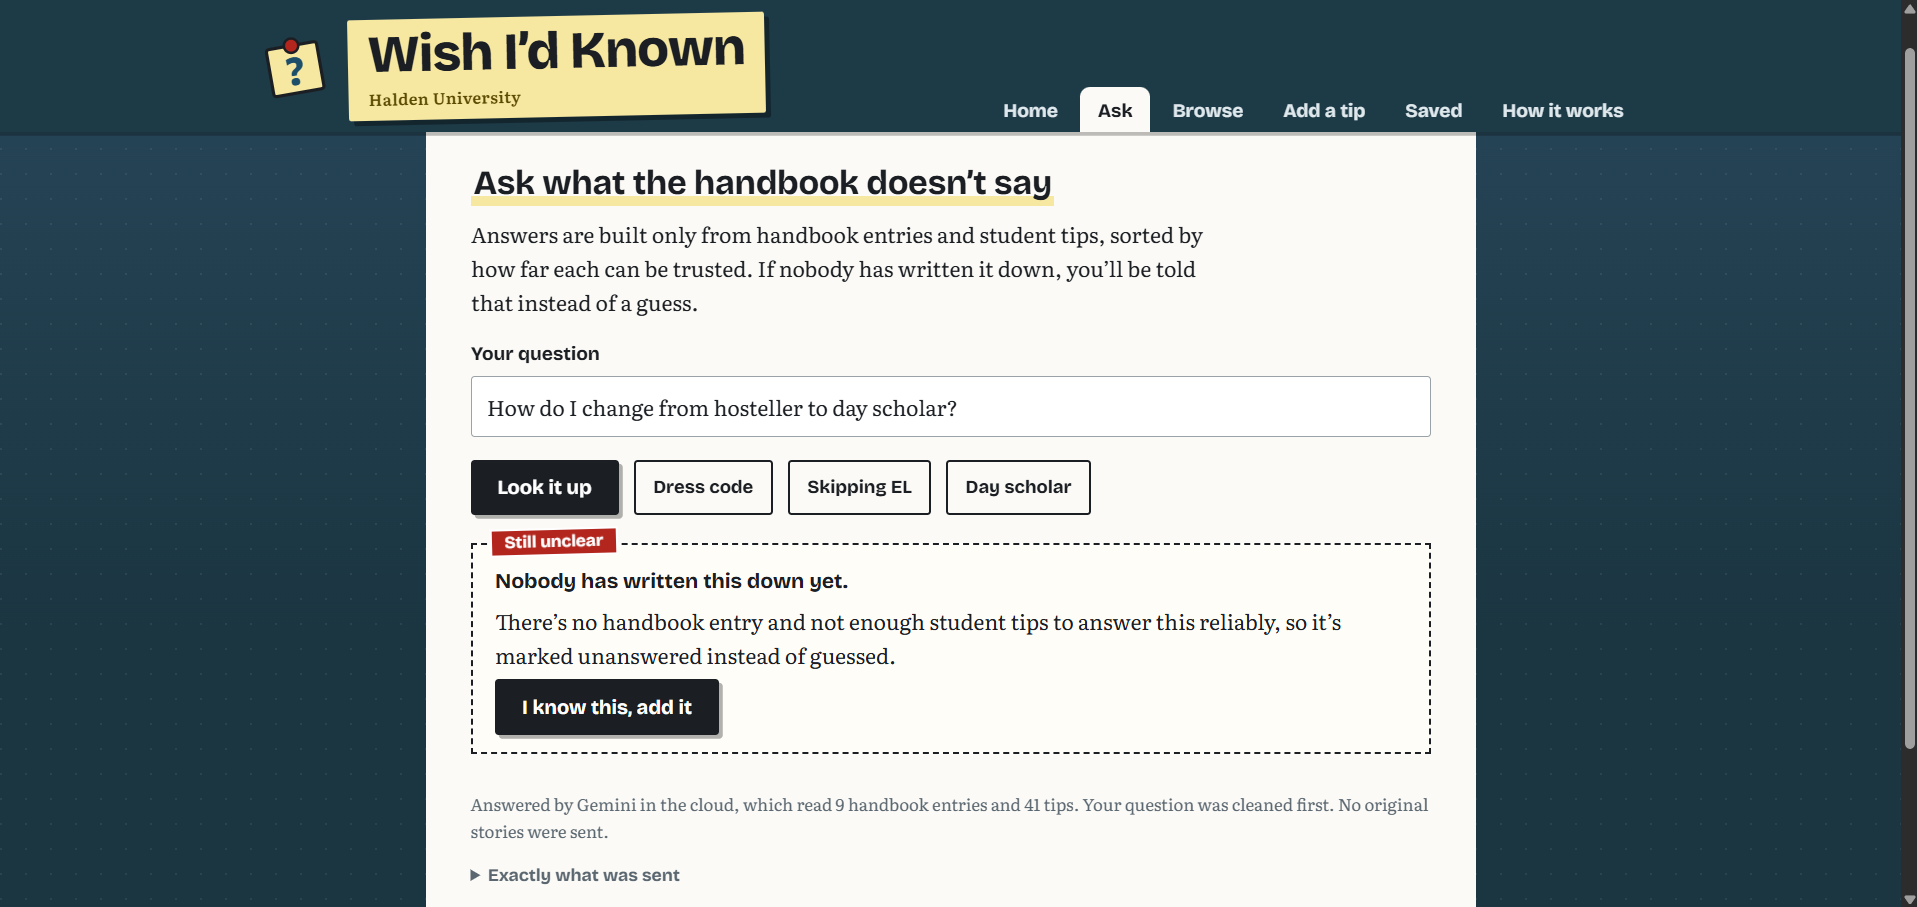 ?
Wish I’d Known
Halden University
Home Ask Browse Add a tip Saved How it works
Ask what the handbook doesn’t say
Answers are built only from handbook entries and student tips, sorted by
how far each can be trusted. If nobody has written it down, you’ll be told
that instead of a guess.
Your question
How do I change from hosteller to day scholar?
Look it up Dress code Skipping EL Day scholar
Still unclear
Nobody has written this down yet.
There’s no handbook entry and not enough student tips to answer this reliably, so it’s
marked unanswered instead of guessed.
I know this, add it
Answered by Gemini in the cloud, which read 9 handbook entries and 41 tips. Your question was cleaned first. No original
stories were sent.
Exactly what was sent